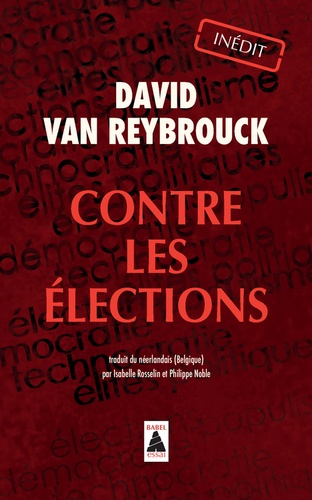 INÉDIT
DAVID
VAN REYBROUCK
CONTRE
LES
ÉLECTIONS
traduit du néerlandais (Belgique)
par Isabelle Rosselin et Philippe Noble
BABEL
essai